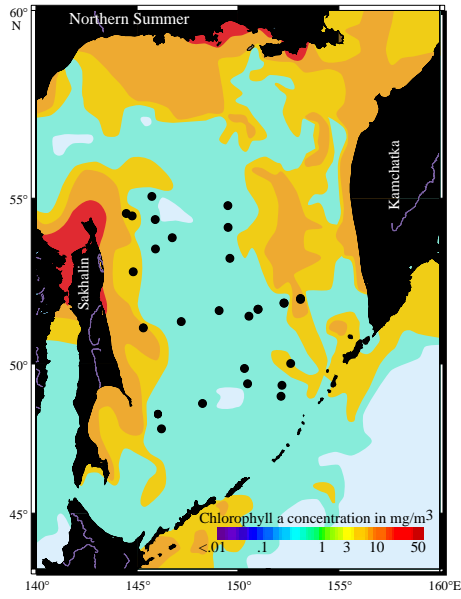 60°
N
Northern Summer
Kamchatka
55°
Sakhalin
50°
45°
Chlorophyll a concentration in mg/m3
<.01 .1 1 3 10 50
140° 145° 150° 155° 160°E